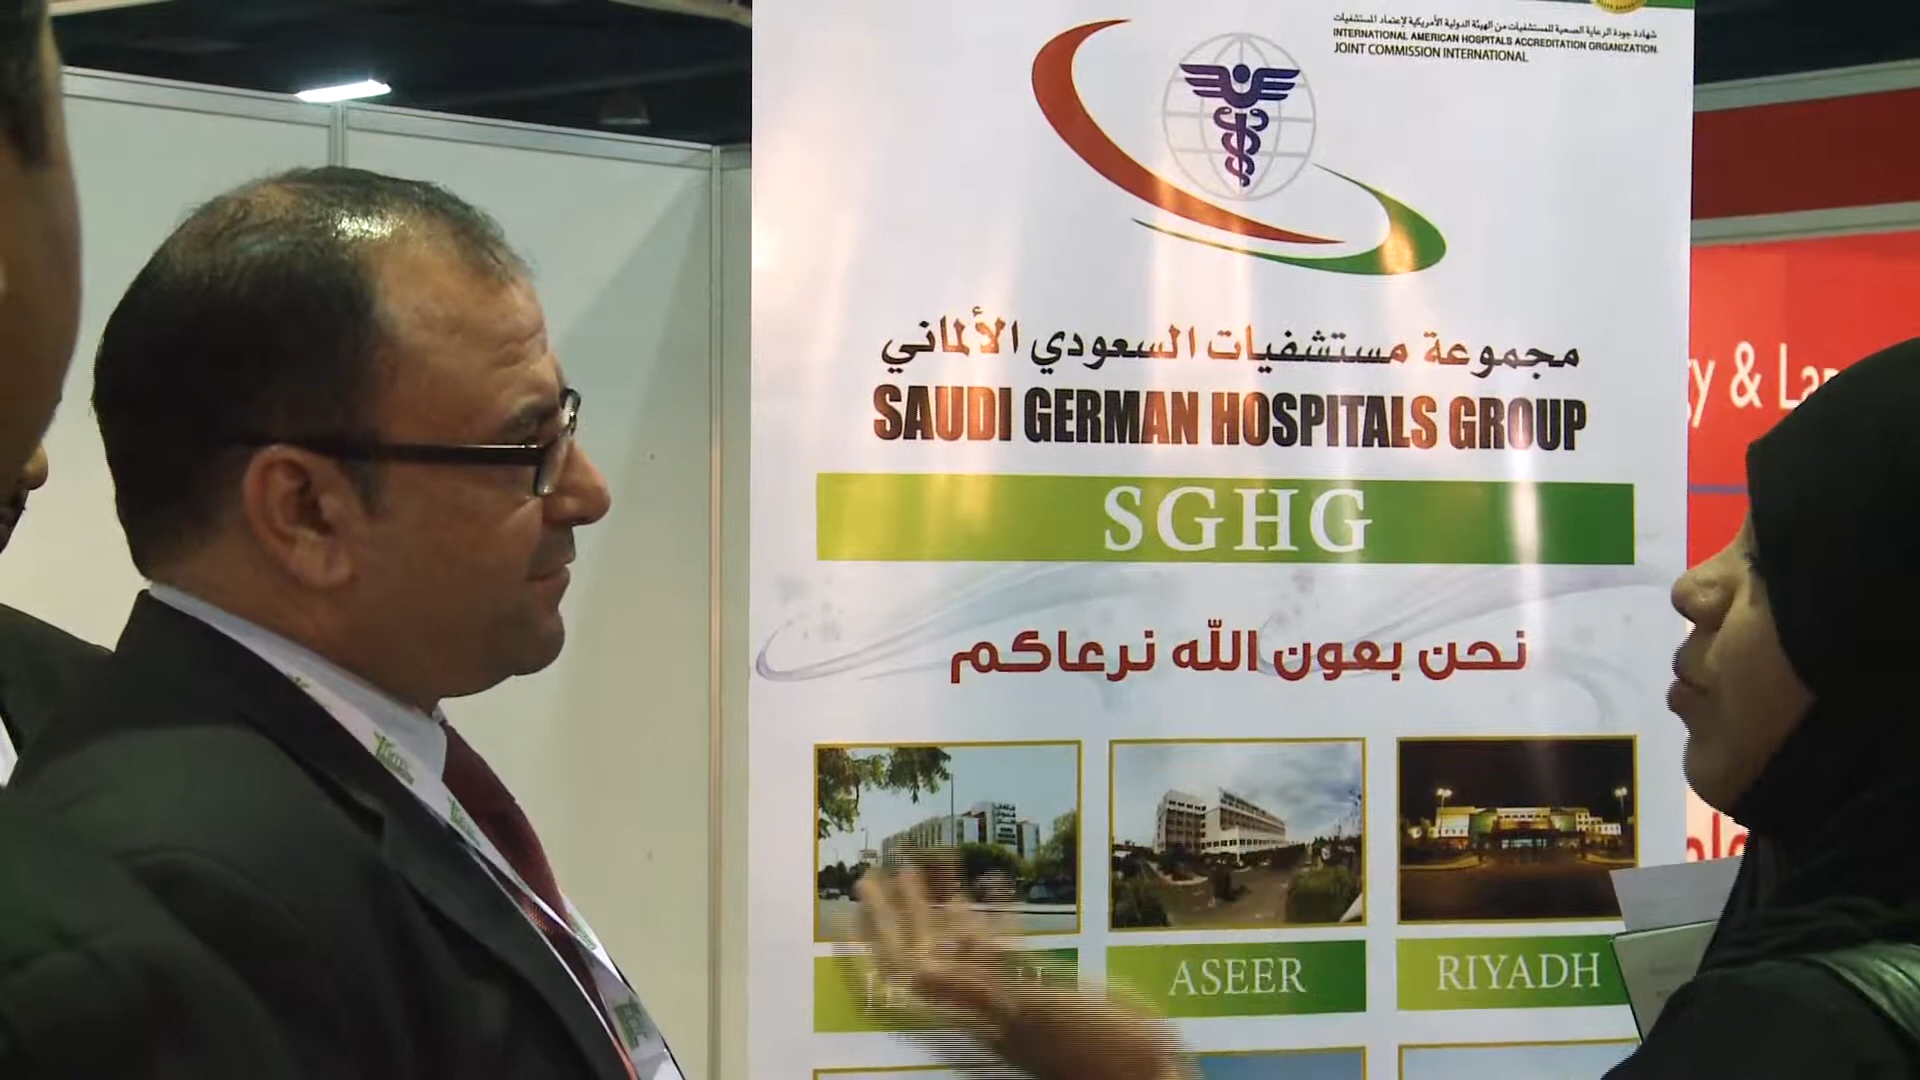 شهادة جودة الرعاية الصحية للمستشفيات من الهيئة الدولية الأمريكية لإعتماد المستشفيات
INTERNATIONAL AMERICAN HOSPITALS ACCREDITATION ORGANIZATION.
JOINT COMMISSION INTERNATIONAL
مجموعة مستشفيات السعودي الألماني
SAUDI GERMAN HOSPITALS GROUP
SGHG
نحن بعون الله نرعاكم
ASEER
RIYADH
y & La